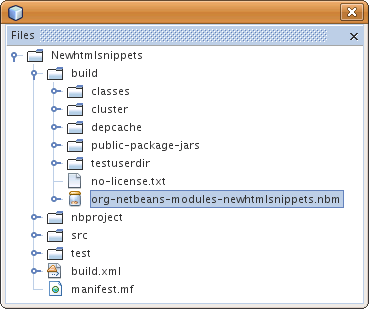 Files
Newhtmlsnippets
build
classes
cluster
depcache
public-package-jars
testuserdir
no-license.txt
org-netbeans-modules-newhtmlsnippets.nbm
nbproject
src
test
build.xml
manifest.mf